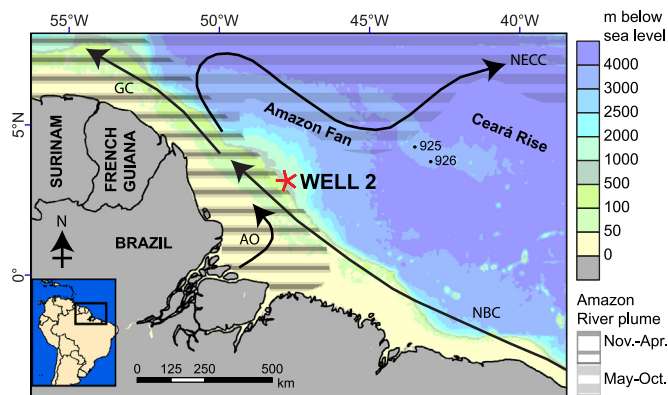 50°W
45°W
40°W
m below
sea level
NECC
GC
4000
3000
2500
2000
1000
500
100
50
0
Amazon Fan
Ceará Rise
5°N
925
926
SURINAM
FRENCH
GUIANA
WELL 2
N
BRAZIL
AO
0°
NBC
Amazon
River plume
Nov.-Apr.
May-Oct.
0 125 250 500
km